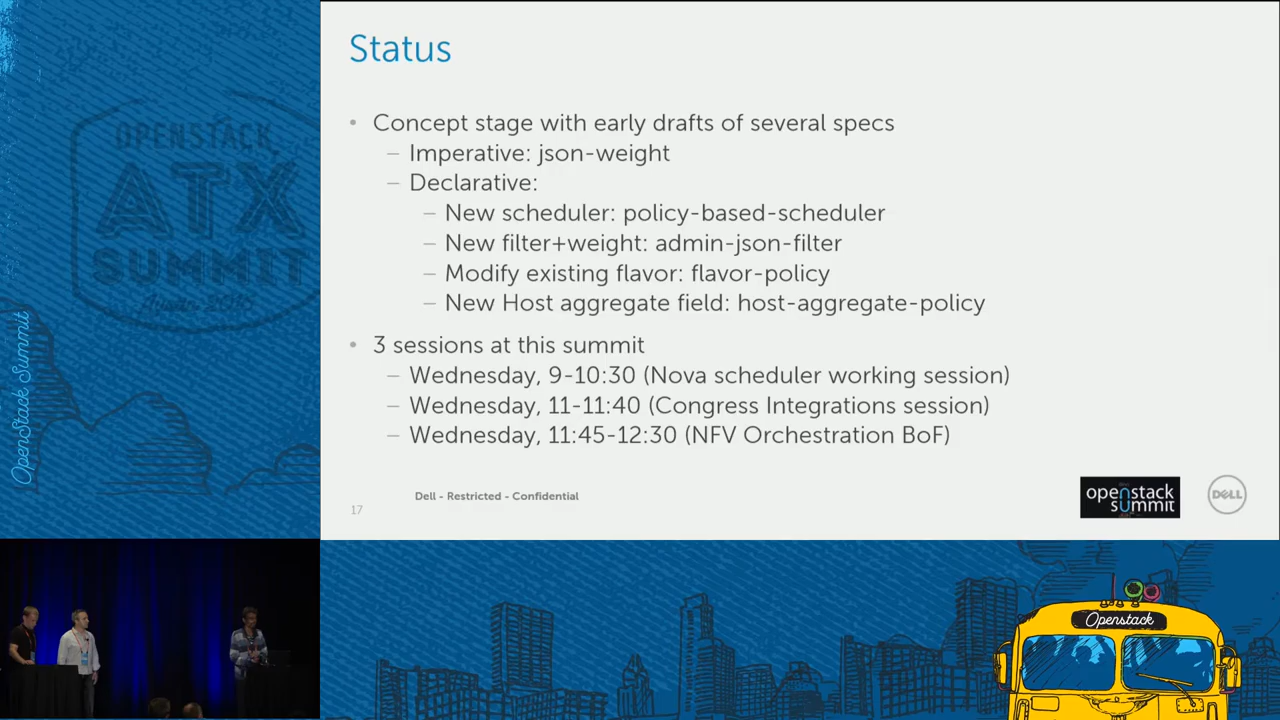 Status
• Concept stage with early drafts of several specs
– Imperative: json-weight
– Declarative:
– New scheduler: policy-based-scheduler
– New filter+weight: admin-json-filter
– Modify existing flavor: flavor-policy
– New Host aggregate field: host-aggregate-policy
• 3 sessions at this summit
– Wednesday, 9-10:30 (Nova scheduler working session)
– Wednesday, 11-11:40 (Congress Integrations session)
– Wednesday, 11:45-12:30 (NFV Orchestration BoF)
Dell - Restricted - Confidential
17
openstack
summit
DELL
OPENSTACK
ATX
SUMMIT
OpenStack Summit
Openstack